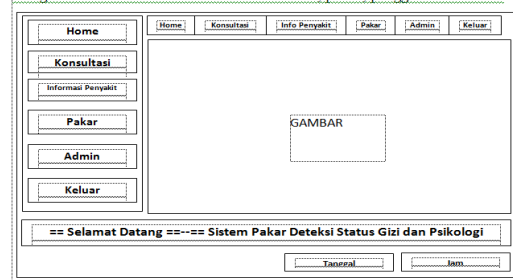 Home
Konsultasi
Informasi Penyakit
Pakar
Admin
Keluar
Home Konsultasi Info Penyakit Pakar Admin Keluar
GAMBAR
== Selamat Datang ==--== Sistem Pakar Deteksi Status Gizi dan Psikologi
Tanggal Jam